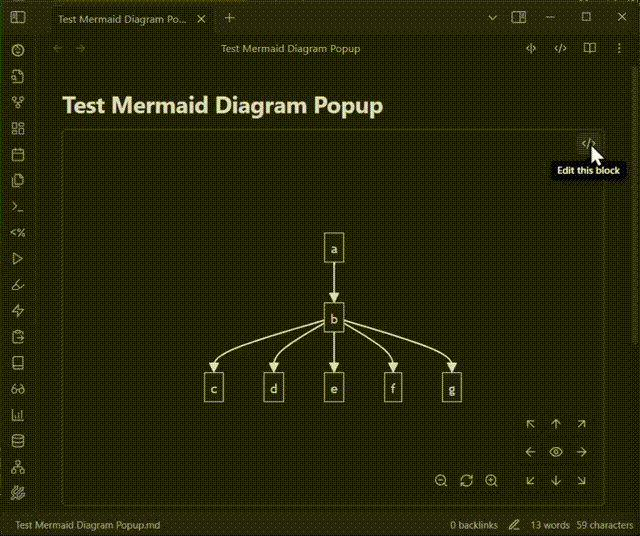 Test Mermaid Diagram Po...
Test Mermaid Diagram Popup
Test Mermaid Diagram Popup
Edit this block
a
b
c d e f g
Test Mermaid Diagram Popup.md 0 backlinks 13 words 59 characters